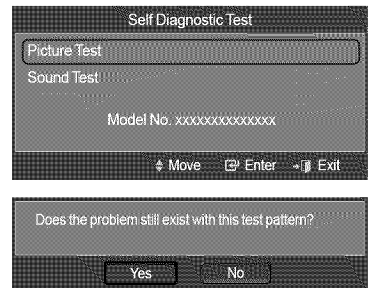 Self Diagnostic Test
Picture Test
Sound Test
Model No. xxxxxxxxxxxxxx
Move Enter Exit
Does the problem still exist with this test pattern?
Yes No